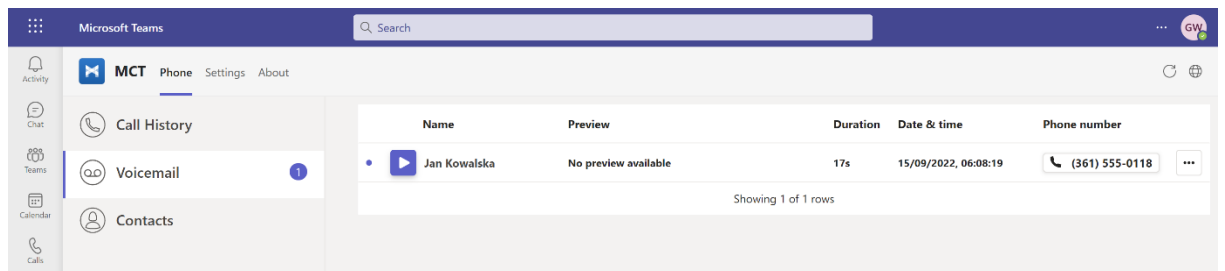 Microsoft Teams
Search
GW
Activity
Chat
Teams
Calendar
Calls
MCT Phone Settings About
Call History
Voicemail 1
Contacts
Name Preview Duration Date & time Phone number
Jan Kowalska No preview available 17s 15/09/2022, 06:08:19 (361) 555-0118
Showing 1 of 1 rows